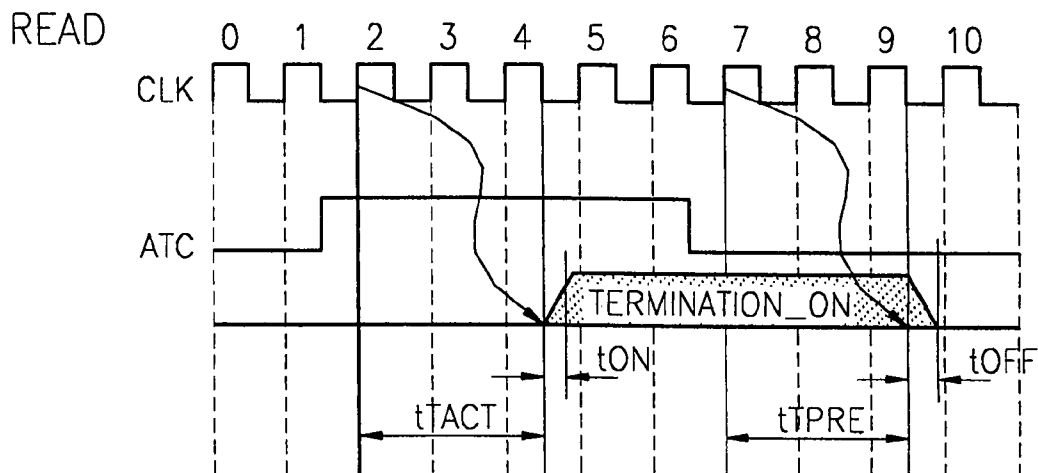 READ
0 1 2 3 4 5 6 7 8 9 10
CLK
ATC
TERMINATION_ON
tON
tOFF
tTACT
tTPRE